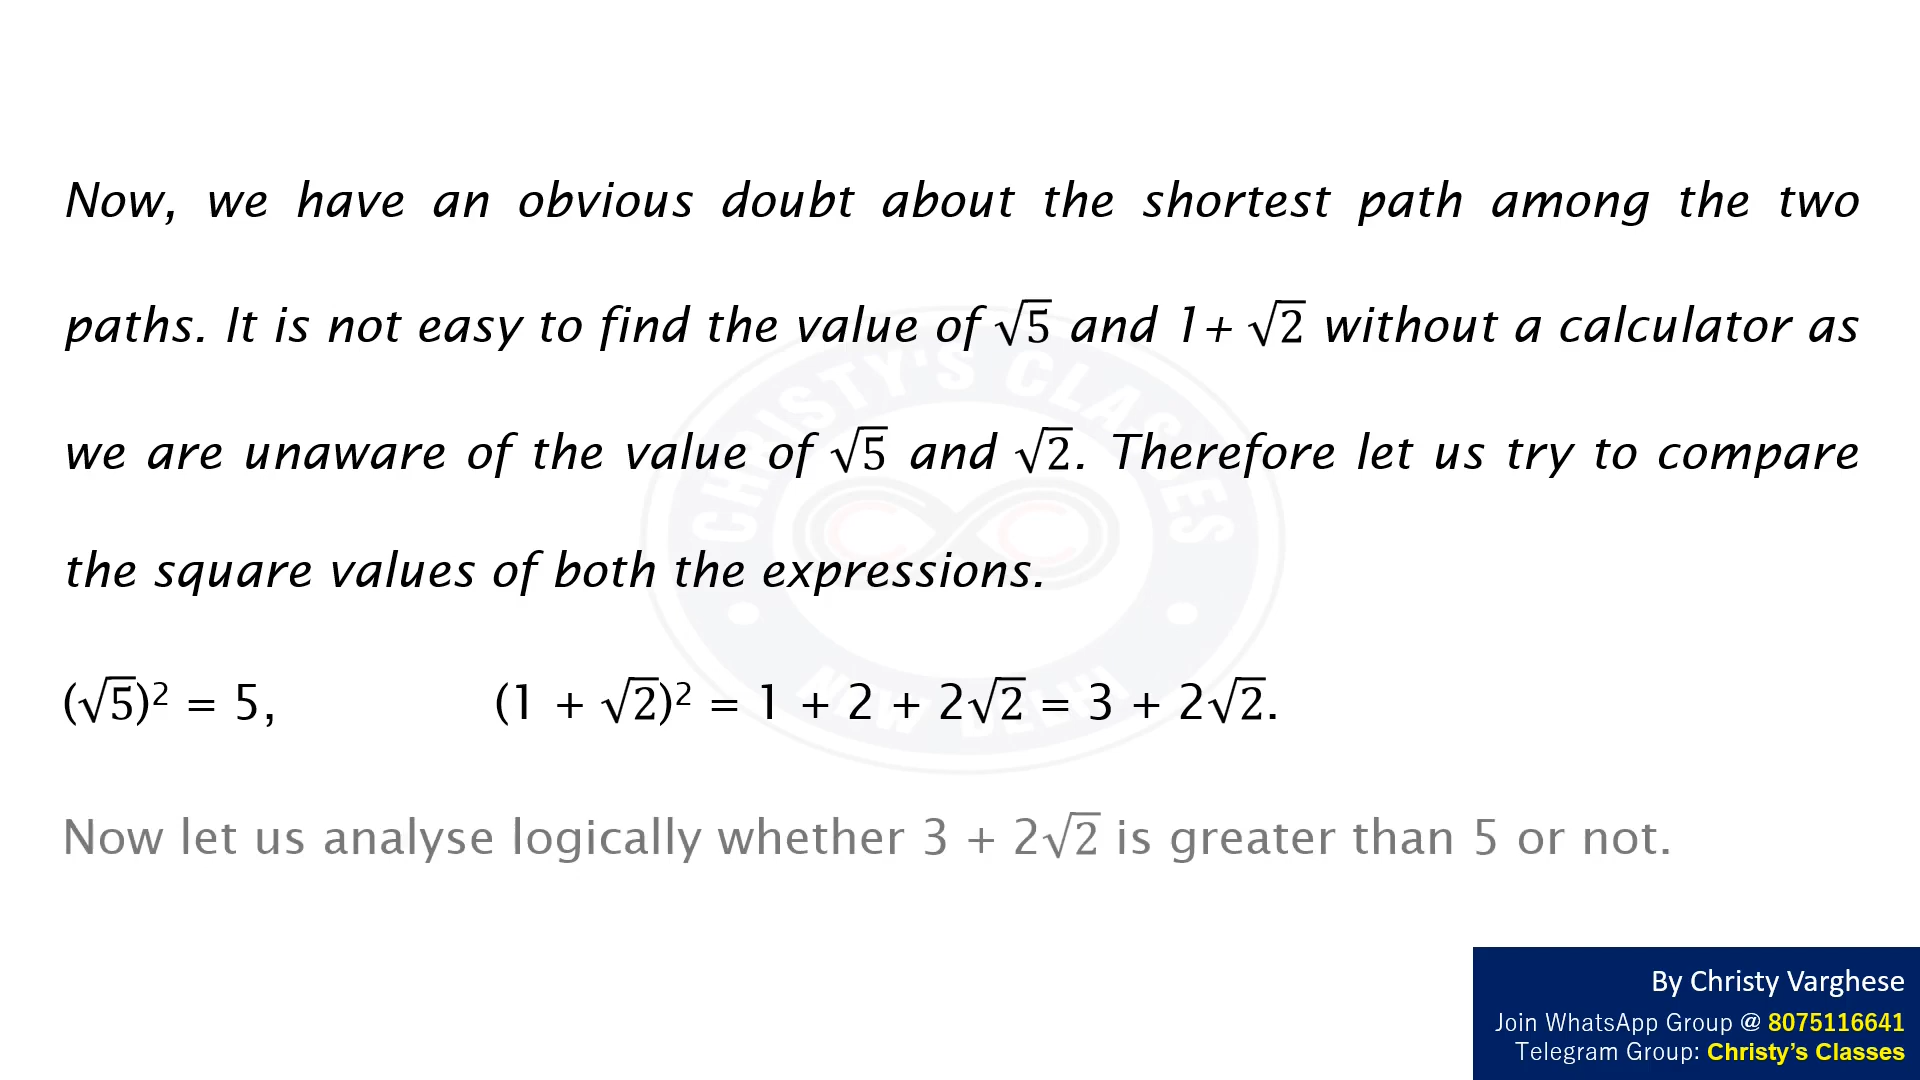 Now, we have an obvious doubt about the shortest path among the two
paths. It is not easy to find the value of √5 and 1+ √2 without a calculator as
we are unaware of the value of √5 and √2. Therefore let us try to compare
the square values of both the expressions.
(√5)² = 5, (1 + √2)² = 1 + 2 + 2√2 = 3 + 2√2.
Now let us analyse logically whether 3 + 2√2 is greater than 5 or not.
CHRISTY'S CLASSES
NEW DELHI
By Christy Varghese
Join WhatsApp Group @ 8075116641
Telegram Group: Christy’s Classes